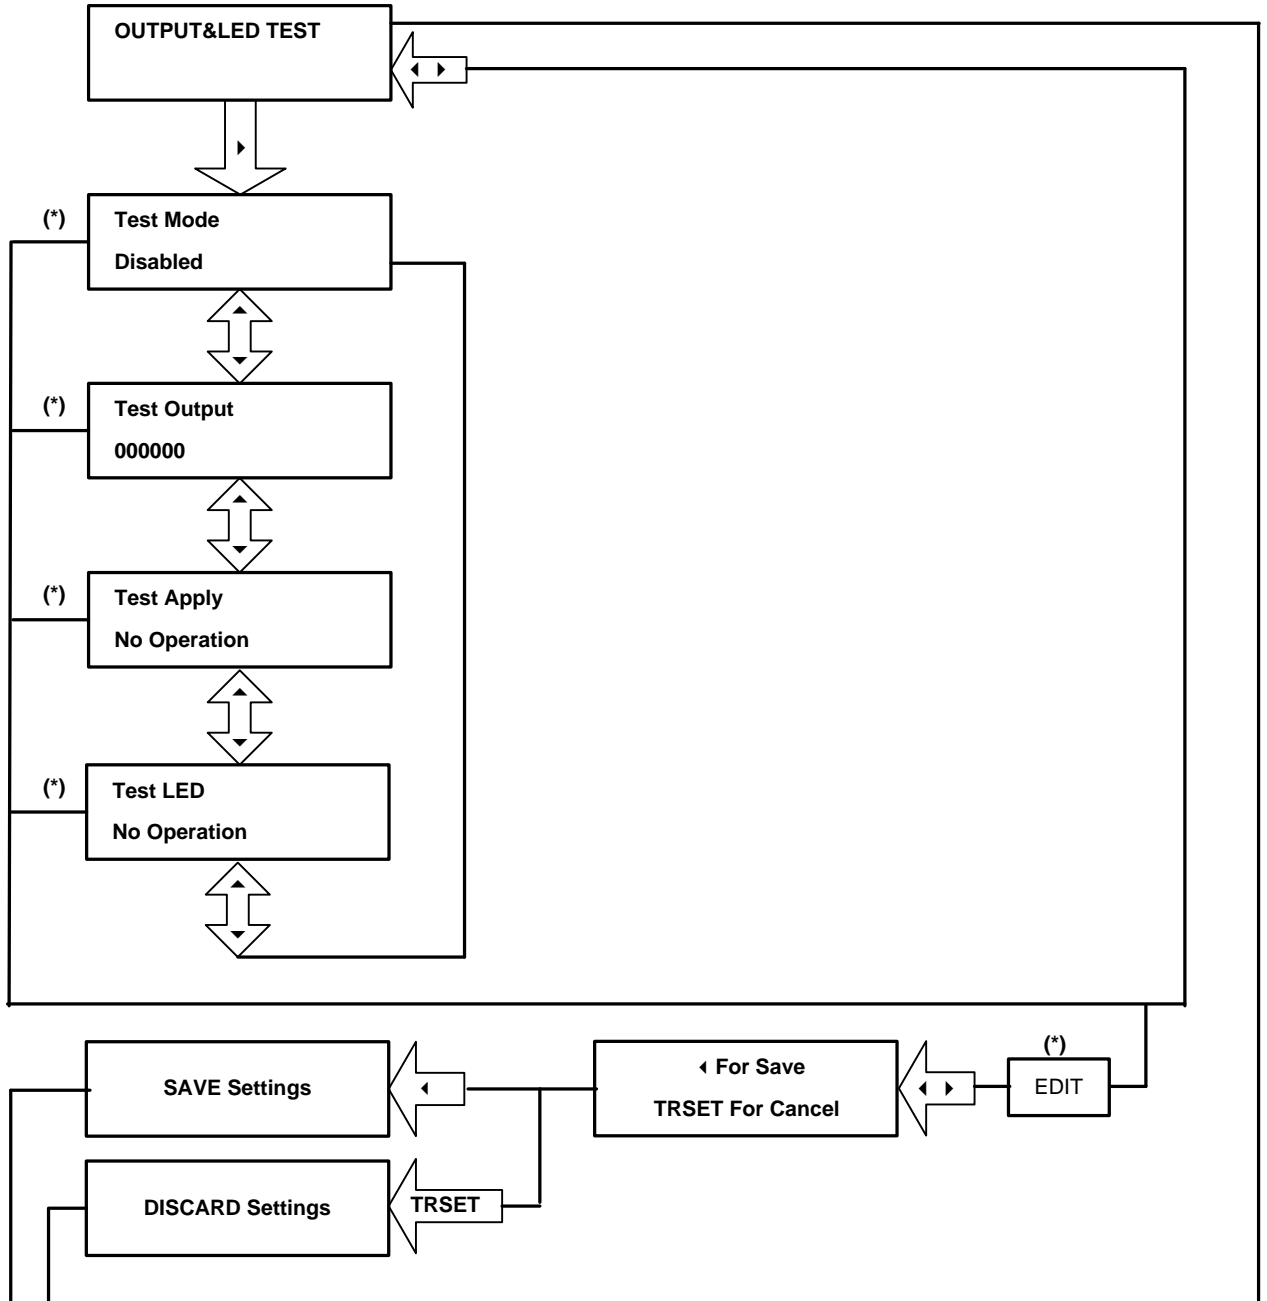 OUTPUT&LED TEST
(*)
Test Mode
Disabled
(*)
Test Output
000000
(*)
Test Apply
No Operation
(*)
Test LED
No Operation
(*)
EDIT
For Save
TRSET For Cancel
SAVE Settings
TRSET
DISCARD Settings